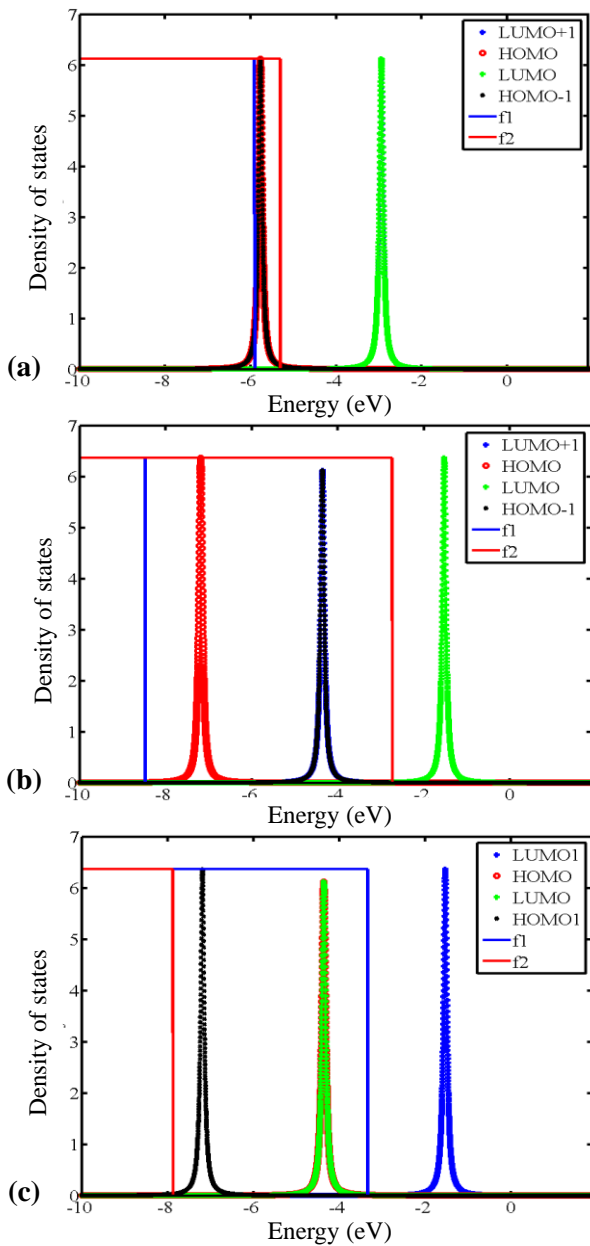 7
6
5
4
3
2
1
0
Density of states
LUMO+1
HOMO
LUMO
HOMO-1
f1
f2
(a)
-10 -8 -6 -4 -2 0
Energy (eV)
7
6
5
4
3
2
1
0
Density of states
LUMO+1
HOMO
LUMO
HOMO-1
f1
f2
(b)
-10 -8 -6 -4 -2 0
Energy (eV)
7
6
5
4
3
2
1
0
Density of states
LUMO1
HOMO
LUMO
HOMO1
f1
f2
(c)
-10 -8 -6 -4 -2 0
Energy (eV)